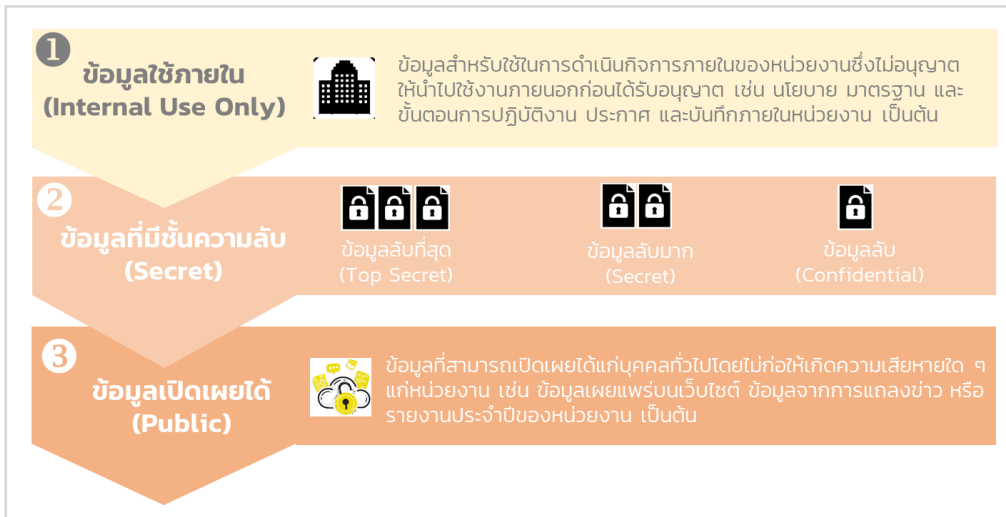 1
ข้อมูลใช้ภายใน
(Internal Use Only)
ข้อมูลสำหรับใช้ในการดำเนินกิจการภายในของหน่วยงานซึ่งไม่อนุญาต
ให้นำไปใช้งานภายนอกก่อนได้รับอนุญาต เช่น นโยบาย มาตรฐาน และ
ขั้นตอนการปฏิบัติงาน ประกาศ และบันทึกภายในหน่วยงาน เป็นต้น
2
ข้อมูลที่มีชั้นความลับ
(Secret)
ข้อมูลลับที่สุด
(Top Secret)
ข้อมูลลับมาก
(Secret)
ข้อมูลลับ
(Confidential)
3
ข้อมูลเปิดเผยได้
(Public)
ข้อมูลที่สามารถเปิดเผยได้แก่บุคคลทั่วไปโดยไม่ก่อให้เกิดความเสียหายใด ๆ
แก่หน่วยงาน เช่น ข้อมูลเผยแพร่บนเว็บไซต์ ข้อมูลจากการแถลงข่าว หรือ
รายงานประจำปีของหน่วยงาน เป็นต้น